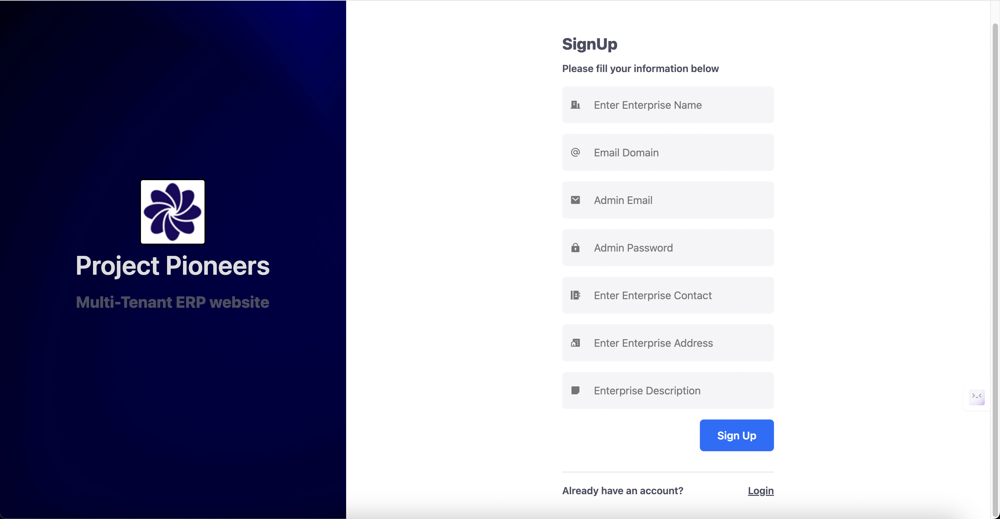 Project Pioneers
Multi-Tenant ERP website
SignUp
Please fill your information below
Enter Enterprise Name
Email Domain
Admin Email
Admin Password
Enter Enterprise Contact
Enter Enterprise Address
Enterprise Description
Sign Up
Already have an account? Login